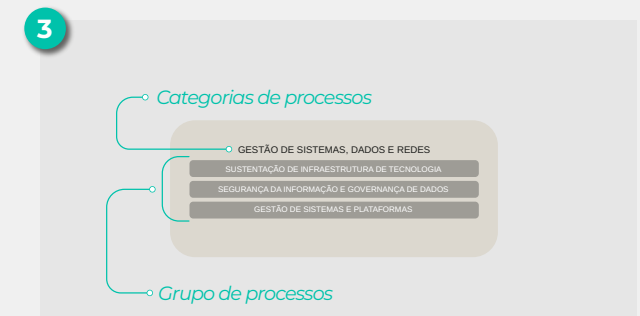 3
Categorias de processos
GESTÃO DE SISTEMAS, DADOS E REDES
SUSTENTAÇÃO DE INFRAESTRUTURA DE TECNOLOGIA
SEGURANÇA DA INFORMAÇÃO E GOVERNANÇA DE DADOS
GESTÃO DE SISTEMAS E PLATAFORMAS
Grupo de processos